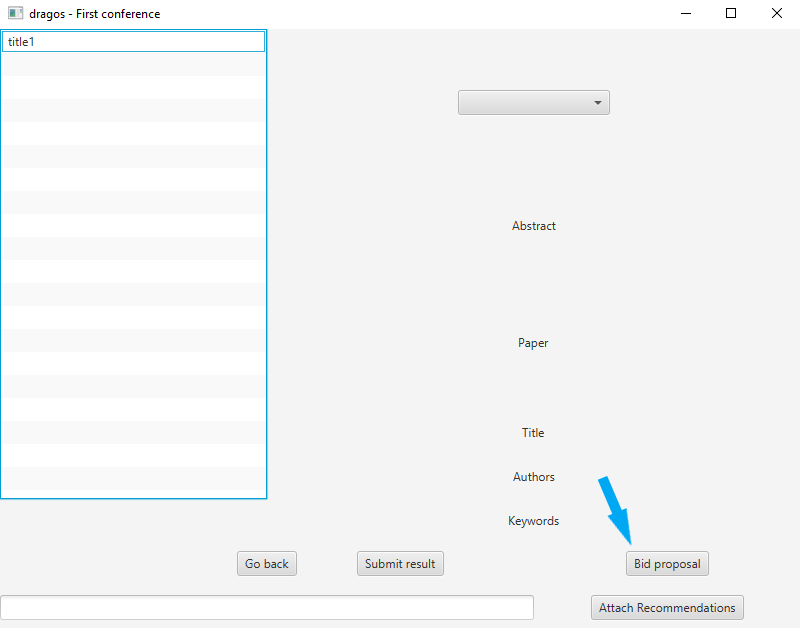 dragos - First conference
title1
Abstract
Paper
Title
Authors
Keywords
Go back
Submit result
Bid proposal
Attach Recommendations